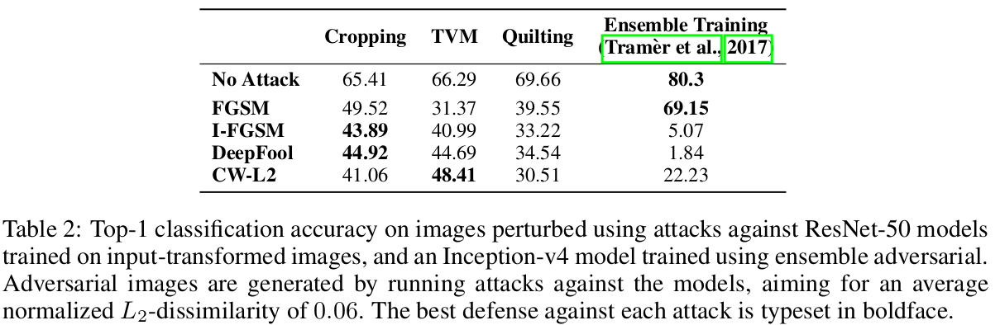 Cropping TVM Quilting Ensemble Training
(Tramèr et al., 2017)
No Attack 65.41 66.29 69.66 80.3
FGSM 49.52 31.37 39.55 69.15
I-FGSM 43.89 40.99 33.22 5.07
DeepFool 44.92 44.69 34.54 1.84
CW-L2 41.06 48.41 30.51 22.23
Table 2: Top-1 classification accuracy on images perturbed using attacks against ResNet-50 models
trained on input-transformed images, and an Inception-v4 model trained using ensemble adversarial.
Adversarial images are generated by running attacks against the models, aiming for an average
normalized L2-dissimilarity of 0.06. The best defense against each attack is typeset in boldface.